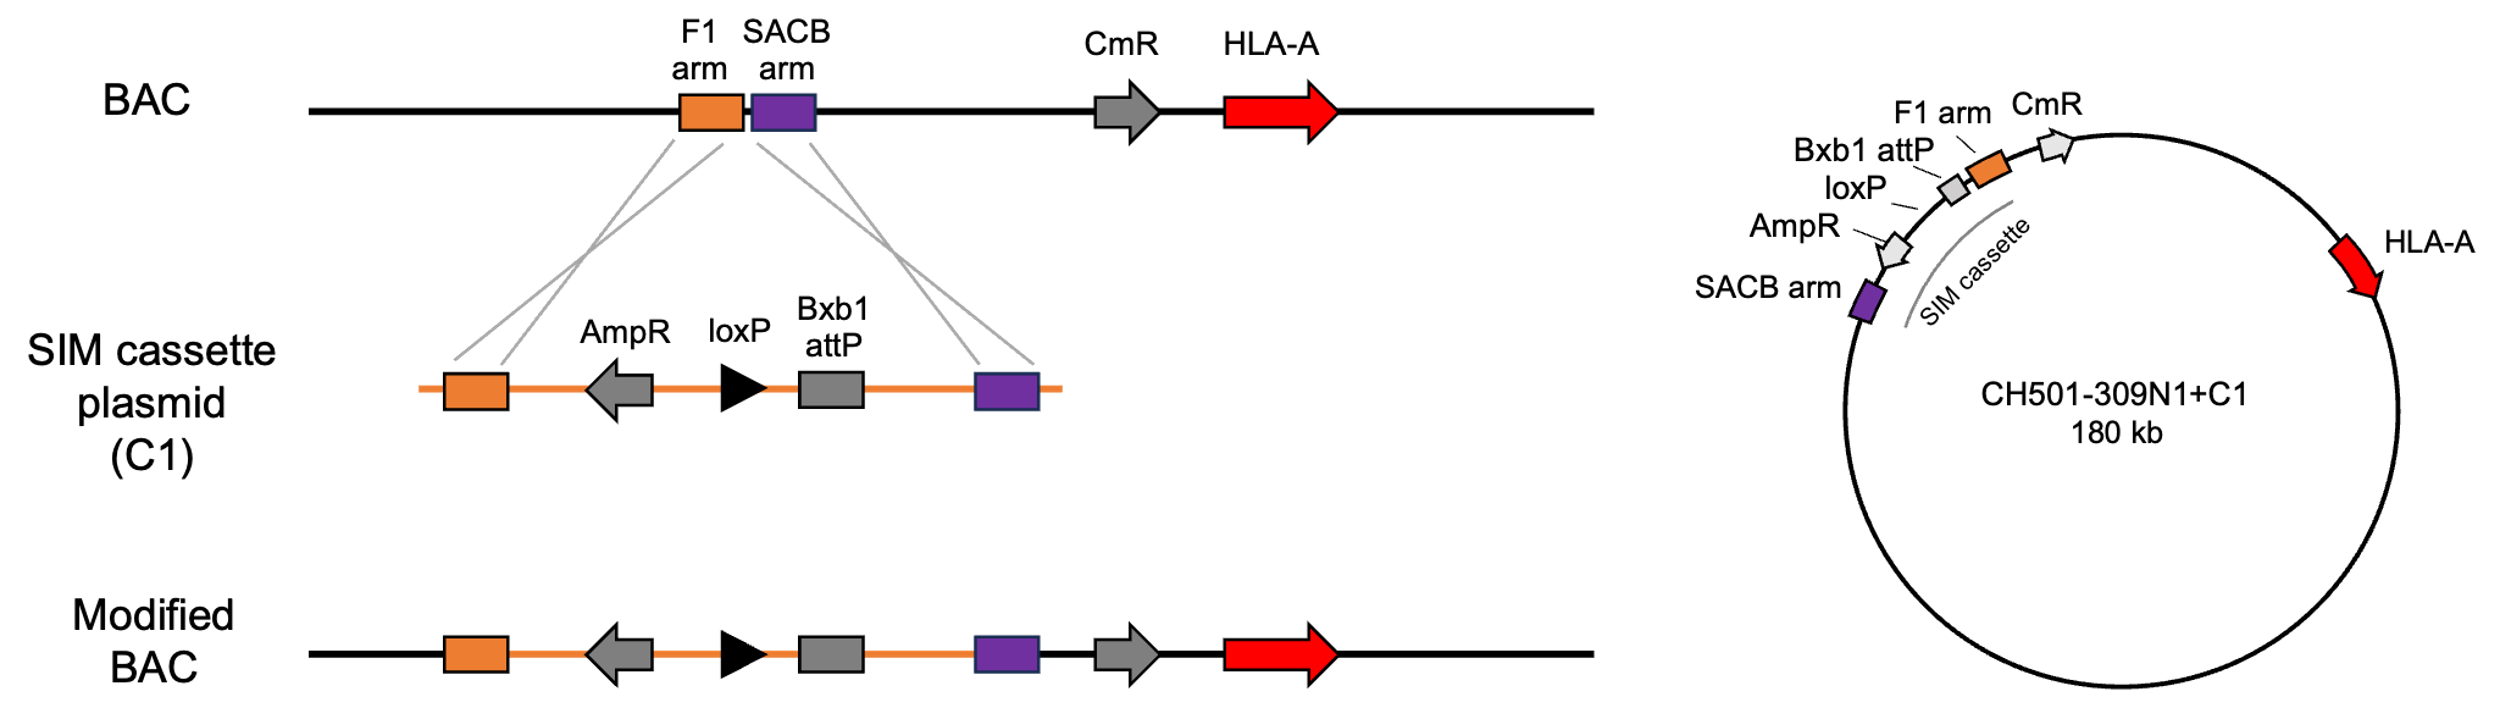 BAC
F1
arm
SACB
arm
CmR
HLA-A
SIM cassette
plasmid
(C1)
AmpR
loxP
Bxb1
attP
Modified
BAC
F1 arm
CmR
Bxb1 attP
loxP
AmpR
SACB arm
SIM cassette
HLA-A
CH501-309N1+C1
180 kb